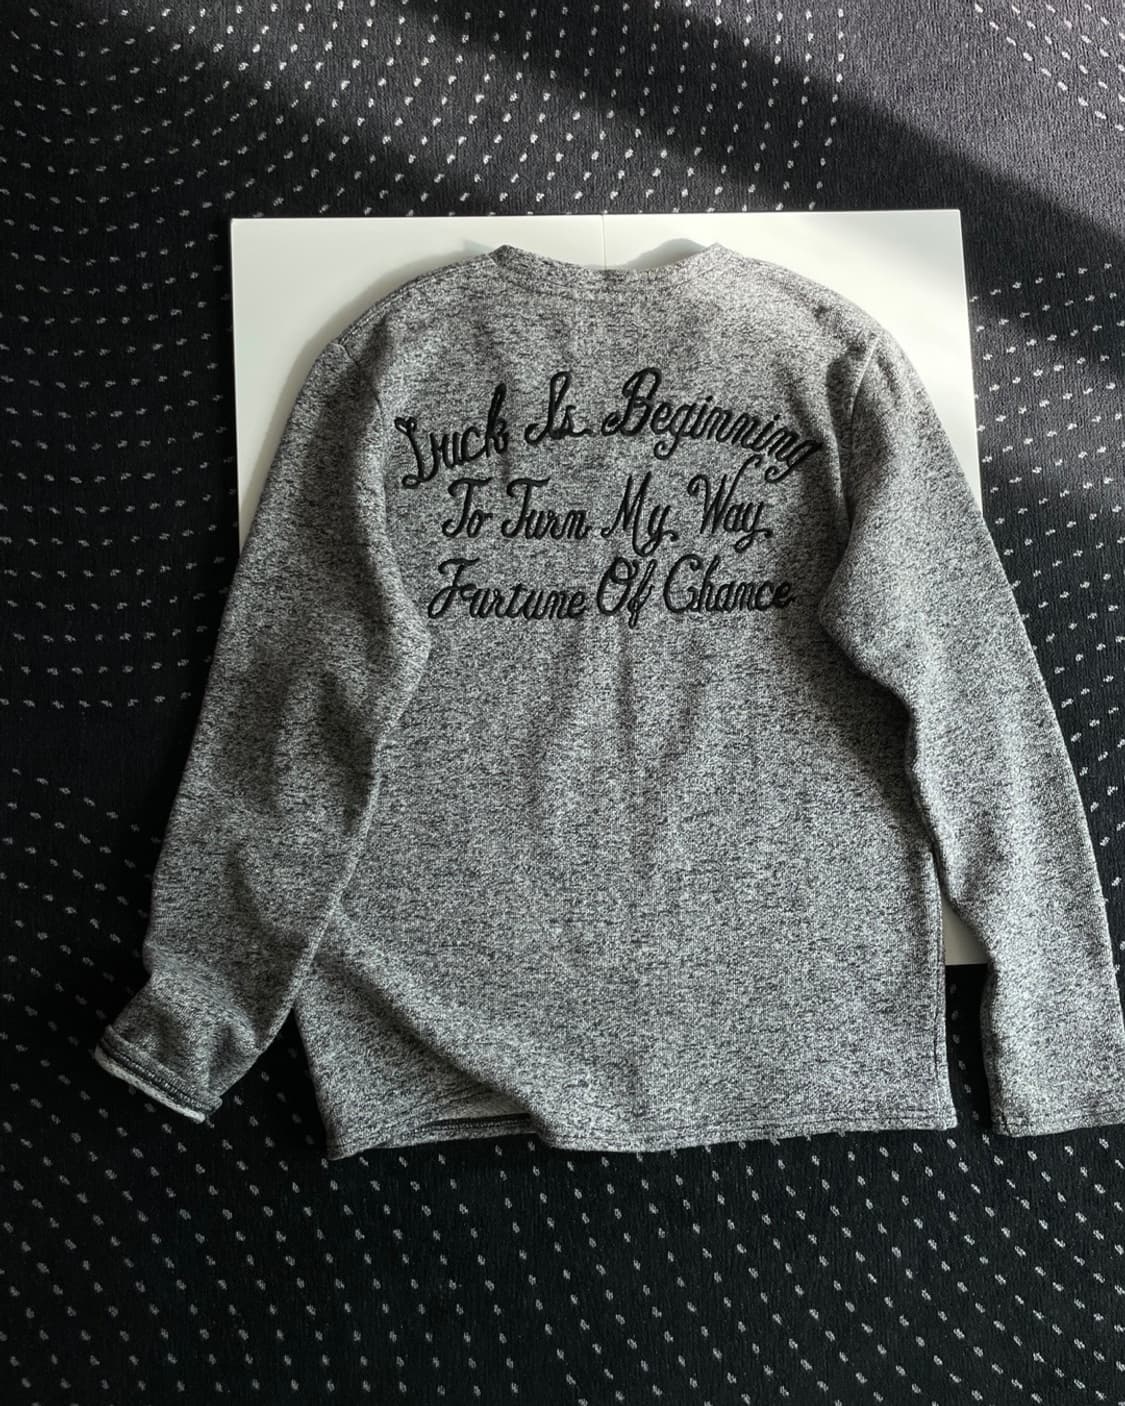 Luck Is Beginning
To Turn My Way
Furtune Of Chance